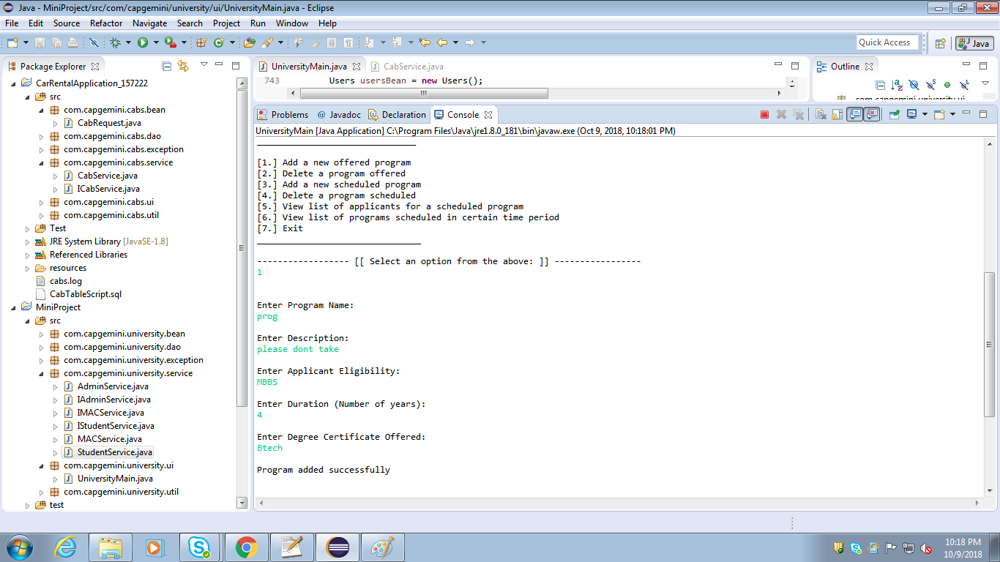 Java - MiniProject/src/com/capgemini/university/ui/UniversityMain.java - Eclipse
File Edit Source Refactor Navigate Search Project Run Window Help
Quick Access
Java
Package Explorer
CarRentalApplication_157222
src
com.capgemini.cabs.bean
CabRequest.java
com.capgemini.cabs.dao
com.capgemini.cabs.exception
com.capgemini.cabs.service
CabService.java
ICabService.java
com.capgemini.cabs.ui
com.capgemini.cabs.util
Test
JRE System Library [JavaSE-1.8]
Referenced Libraries
resources
cabs.log
CabTableScript.sql
MiniProject
src
com.capgemini.university.bean
com.capgemini.university.dao
com.capgemini.university.exception
com.capgemini.university.service
AdminService.java
IAdminService.java
IMACService.java
IStudentService.java
MACService.java
StudentService.java
com.capgemini.university.ui
UniversityMain.java
com.capgemini.university.util
test
UniversityMain.java CabService.java
743 Users usersBean = new Users();
Outline
com.capgemini.university.ui
Problems @ Javadoc Declaration Console
UniversityMain [Java Application] C:\Program Files\Java\jre1.8.0_181\bin\javaw.exe (Oct 9, 2018, 10:18:01 PM)
_______________________________
[1.] Add a new offered program
[2.] Delete a program offered
[3.] Add a new scheduled program
[4.] Delete a program scheduled
[5.] View list of applicants for a scheduled program
[6.] View list of programs scheduled in certain time period
[7.] Exit
________________________________
------------------ [[ Select an option from the above: ]] -----------------
1
Enter Program Name:
prog
Enter Description:
please dont take
Enter Applicant Eligibility:
MBBS
Enter Duration (Number of years):
4
Enter Degree Certificate Offered:
Btech
Program added successfully
10:18 PM
10/9/2018